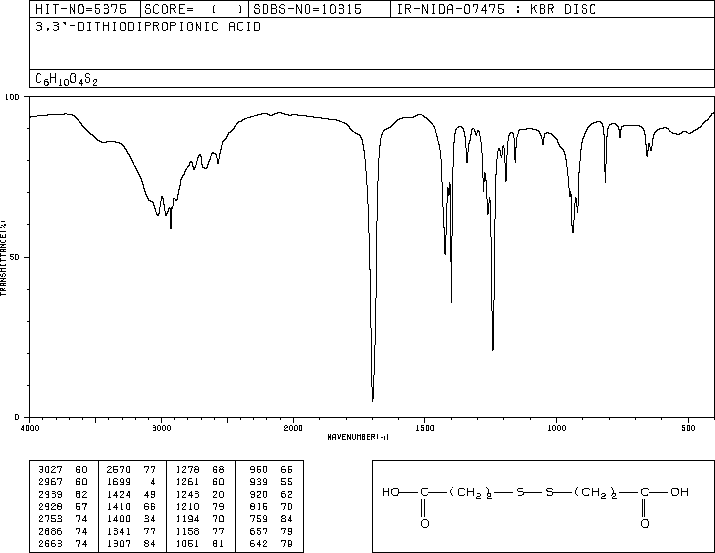 HIT-NO=5375 SCORE= ( ) SDBS-NO=10315 IR-NIDA-07475 : KBR DISC
3,3'-DITHIODIPROPIONIC ACID
C6H10O4S2
100
TRANSMITTANCE(%)
50
0
4000 3000 2000 1500 1000 500
WAVENUMBER(-1)
3027 60 2570 77 1278 68 950 66
2967 60 1699 4 1261 60 939 55
2939 62 1424 49 1243 20 920 62
2928 57 1410 66 1210 79 816 70
2753 74 1400 34 1194 70 759 84
2686 74 1341 77 1158 77 657 79
2663 74 1307 84 1051 81 642 79
HO C (CH2)2 S S (CH2)2 C OH
O O